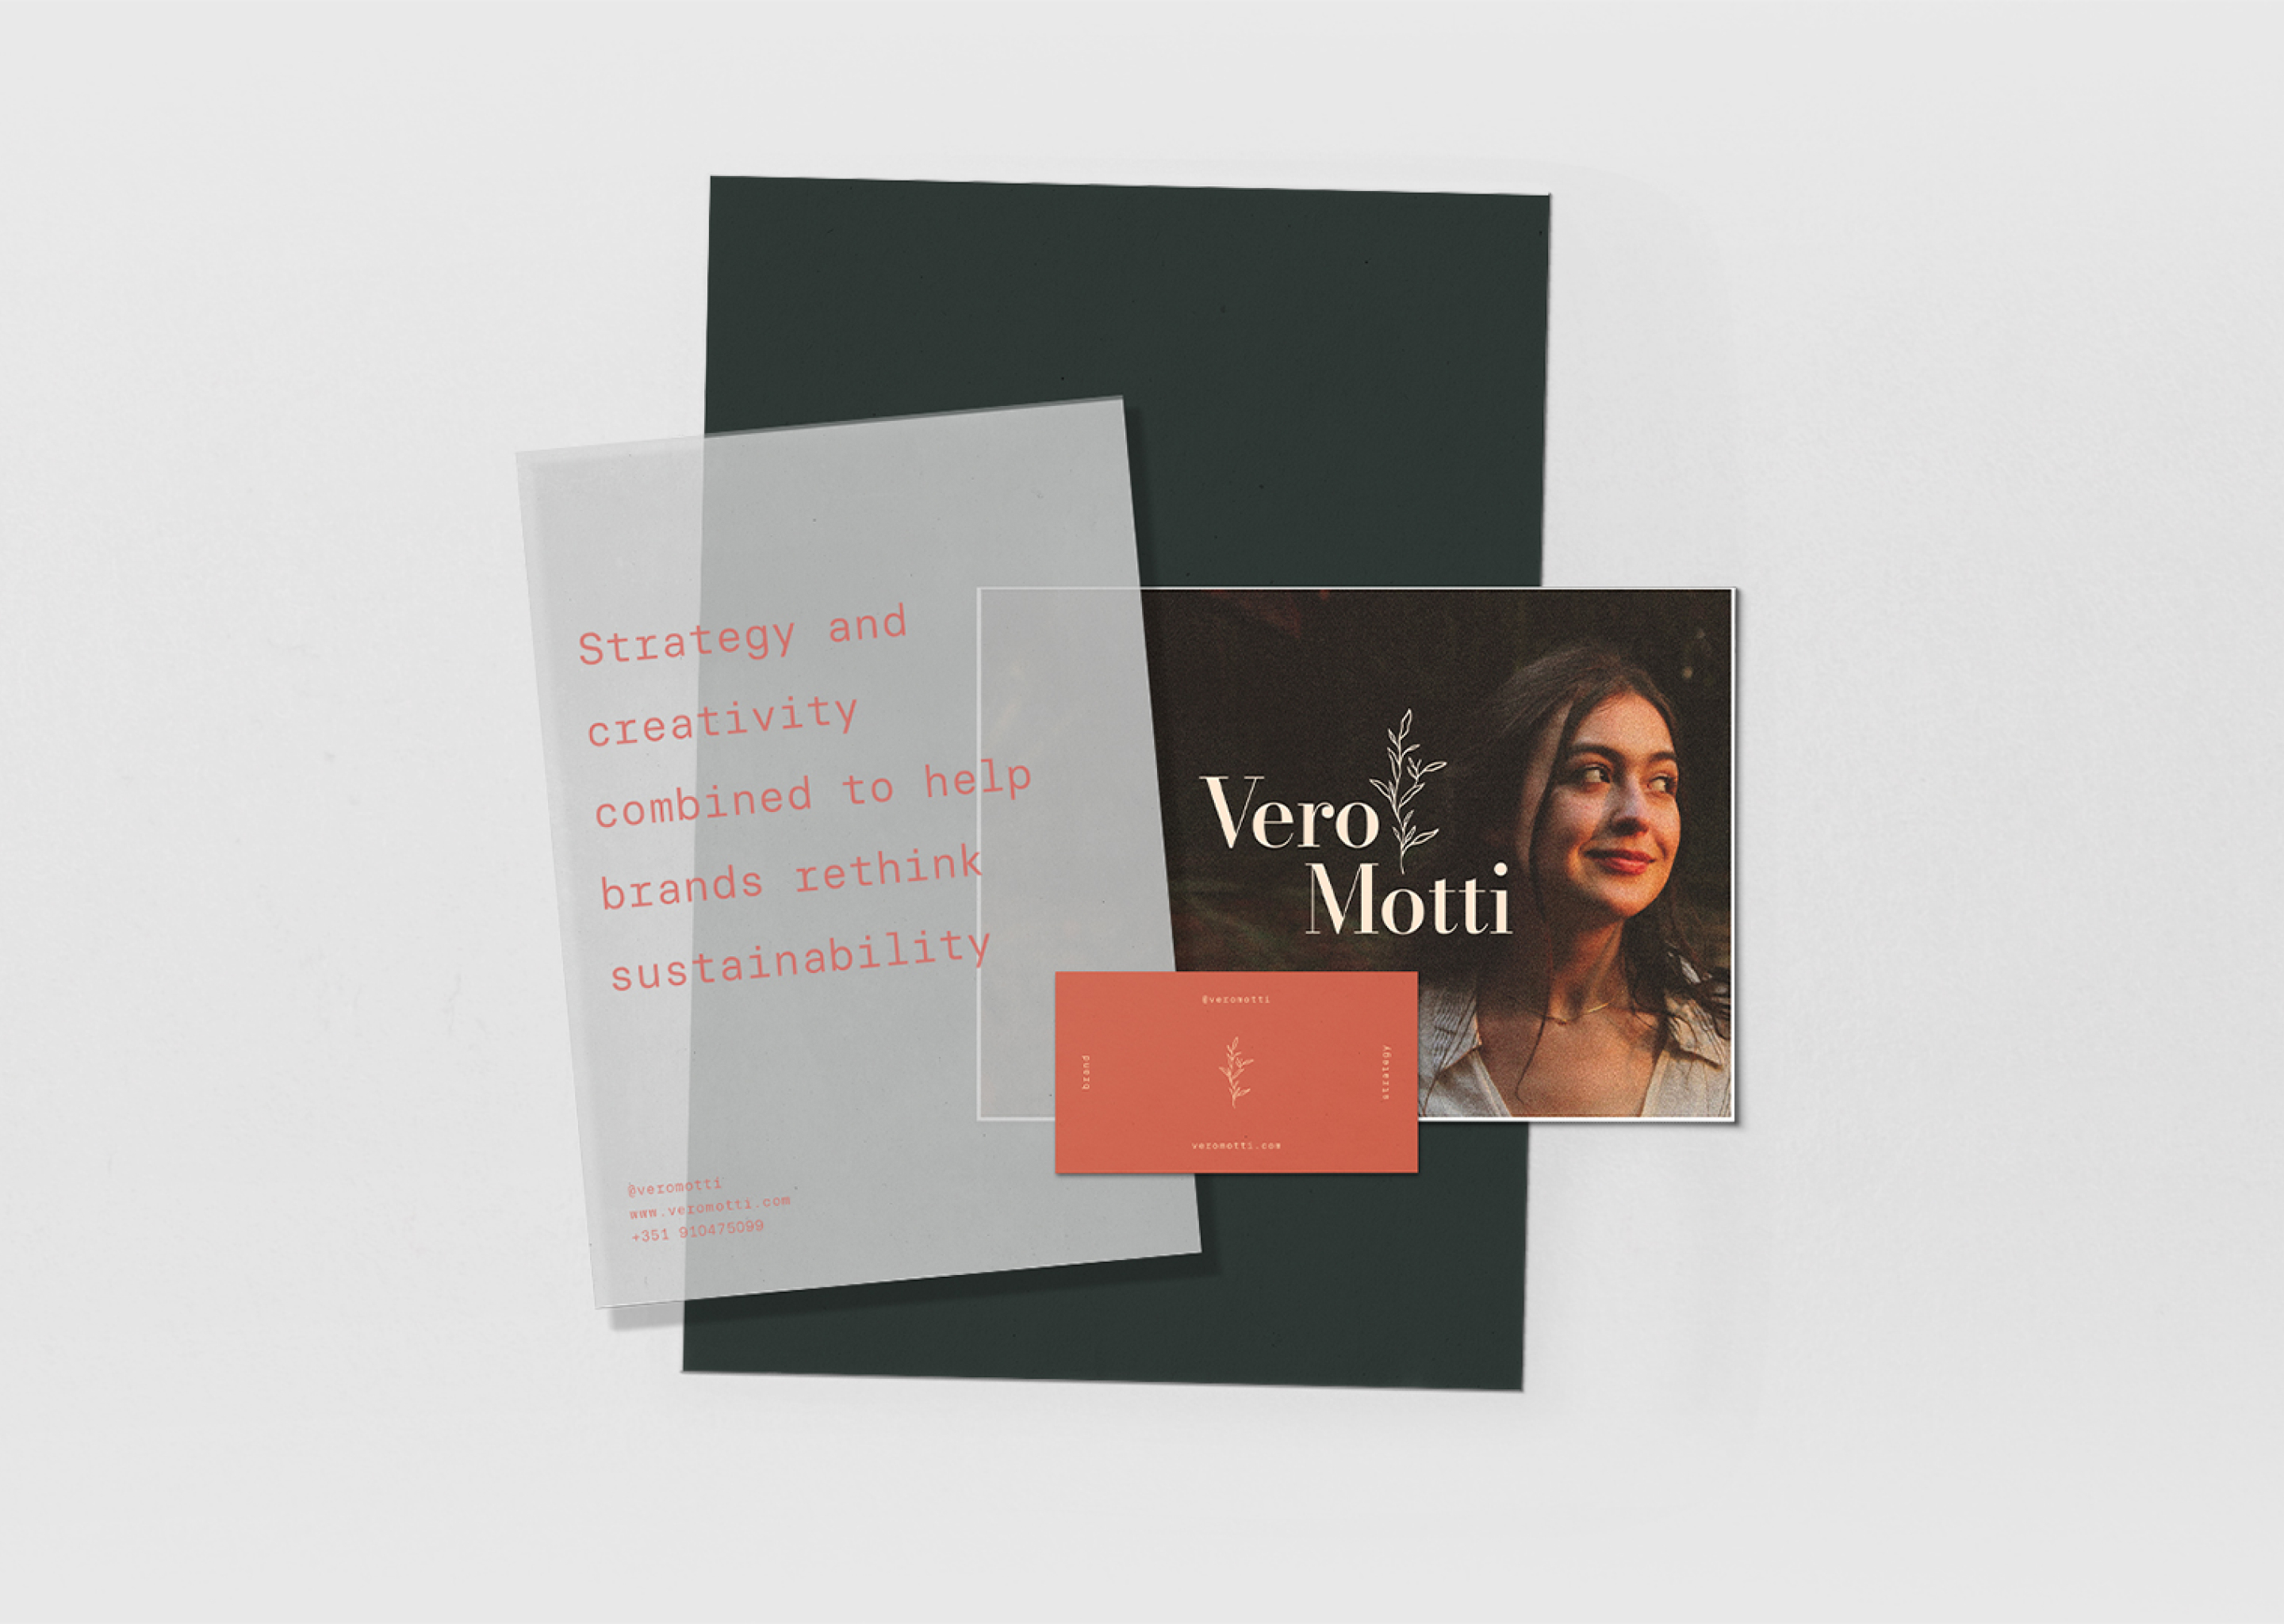 Strategy and
creativity
combined to help
brands rethink
sustainability
@veromotti
www.veromotti.com
+351 910475099
Vero
Motti
@veromotti
brand
strategy
veromotti.com